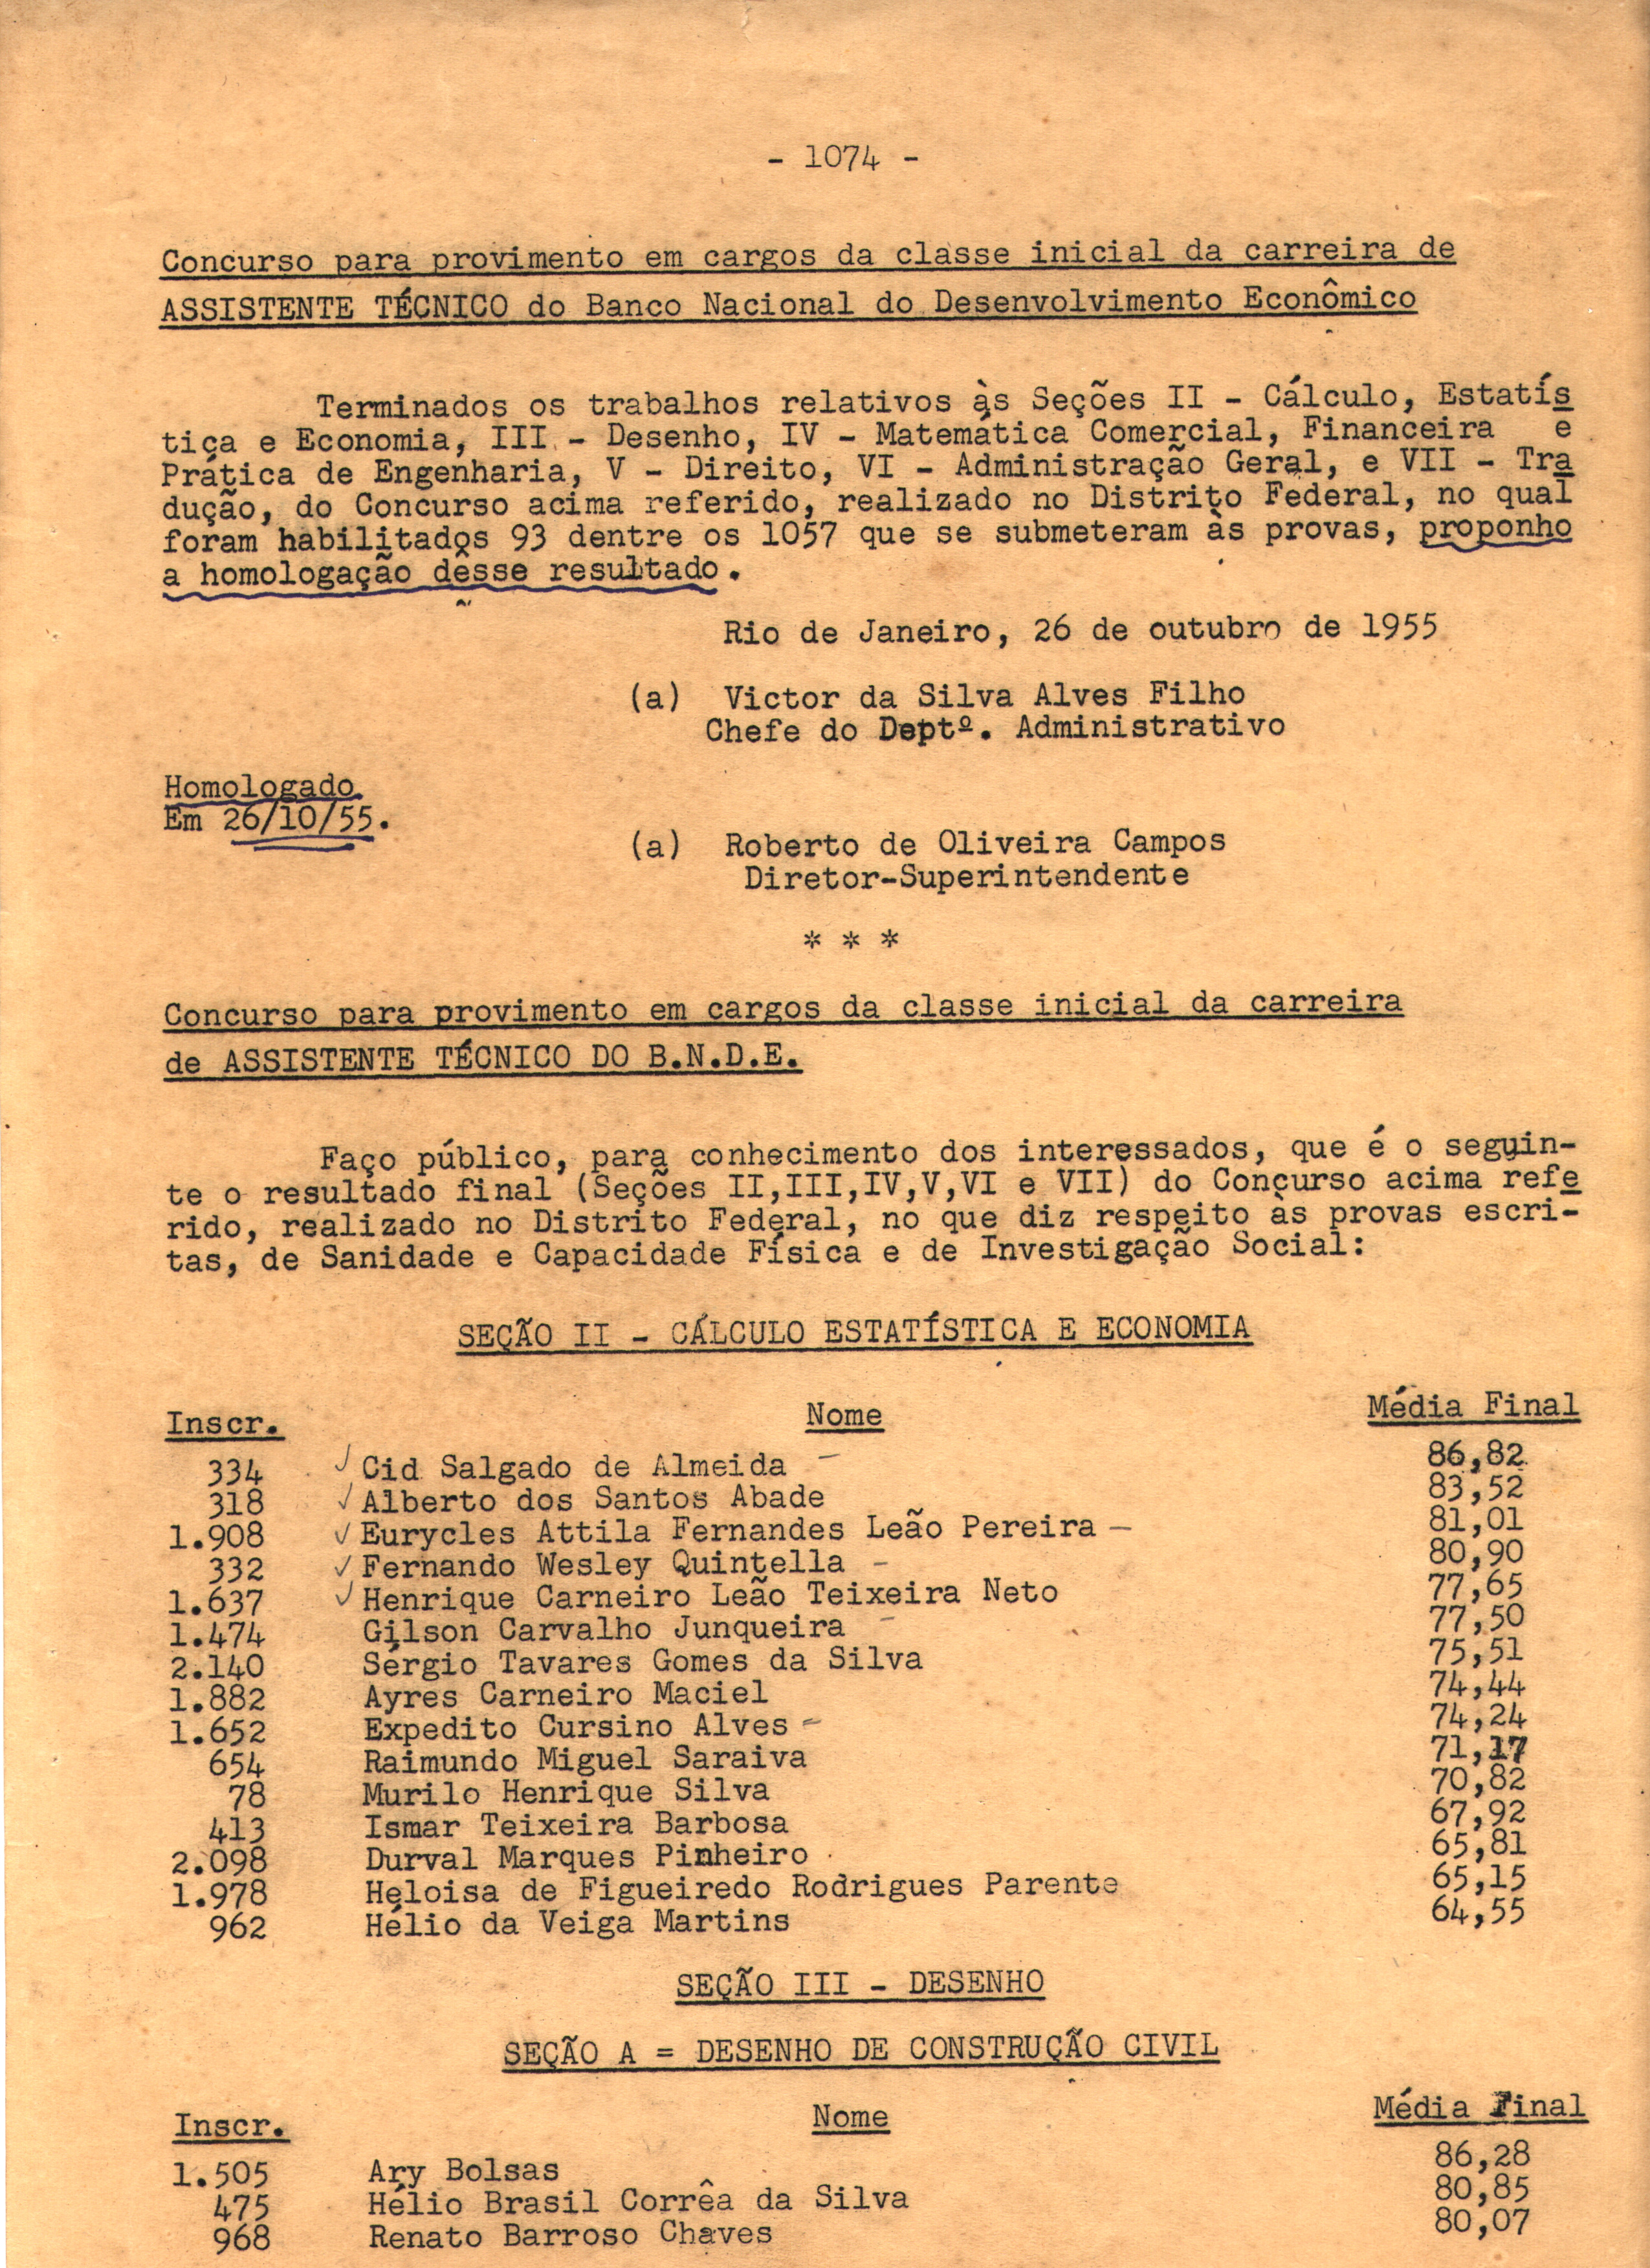 - 1074 -
Concurso para provimento em cargos da classe inicial da carreira de
ASSISTENTE TÉCNICO do Banco Nacional do Desenvolvimento Econômico
Terminados os trabalhos relativos às Seções II - Cálculo, Estatís
tica e Economia, III - Desenho, IV - Matemática Comercial, Financeira e
Prática de Engenharia, V - Direito, VI - Administração Geral, e VII - Tra
dução, do Concurso acima referido, realizado no Distrito Federal, no qual
foram habilitados 93 dentre os 1057 que se submeteram às provas, proponho
a homologação dêsse resultado.
Rio de Janeiro, 26 de outubro de 1955
(a) Victor da Silva Alves Filho
Chefe do Deptº. Administrativo
Homologado
Em 26/10/55.
(a) Roberto de Oliveira Campos
Diretor-Superintendente
* * *
Concurso para provimento em cargos da classe inicial da carreira
de ASSISTENTE TÉCNICO DO B.N.D.E.
Faço público, para conhecimento dos interessados, que é o seguin-
te o resultado final (Seções II,III,IV,V,VI e VII) do Concurso acima refe
rido, realizado no Distrito Federal, no que diz respeito às provas escri-
tas, de Sanidade e Capacidade Física e de Investigação Social:
SEÇÃO II - CÁLCULO ESTATÍSTICA E ECONOMIA
Inscr. Nome Média Final
334 ✓ Cid Salgado de Almeida - 86,82
318 ✓ Alberto dos Santos Abade 83,52
1.908 ✓ Eurycles Attila Fernandes Leão Pereira - 81,01
332 ✓ Fernando Wesley Quintella - 80,90
1.637 ✓ Henrique Carneiro Leão Teixeira Neto 77,65
1.474 Gilson Carvalho Junqueira - 77,50
2.140 Sérgio Tavares Gomes da Silva 75,51
1.882 Ayres Carneiro Maciel 74,44
1.652 Expedito Cursino Alves - 74,24
654 Raimundo Miguel Saraiva 71,17
78 Murilo Henrique Silva 70,82
413 Ismar Teixeira Barbosa 67,92
2.098 Durval Marques Pinheiro 65,81
1.978 Heloisa de Figueiredo Rodrigues Parente 65,15
962 Hélio da Veiga Martins 64,55
SEÇÃO III - DESENHO
SEÇÃO A = DESENHO DE CONSTRUÇÃO CIVIL
Inscr. Nome Média Final
1.505 Ary Bolsas 86,28
475 Hélio Brasil Corrêa da Silva 80,85
968 Renato Barroso Chaves 80,07